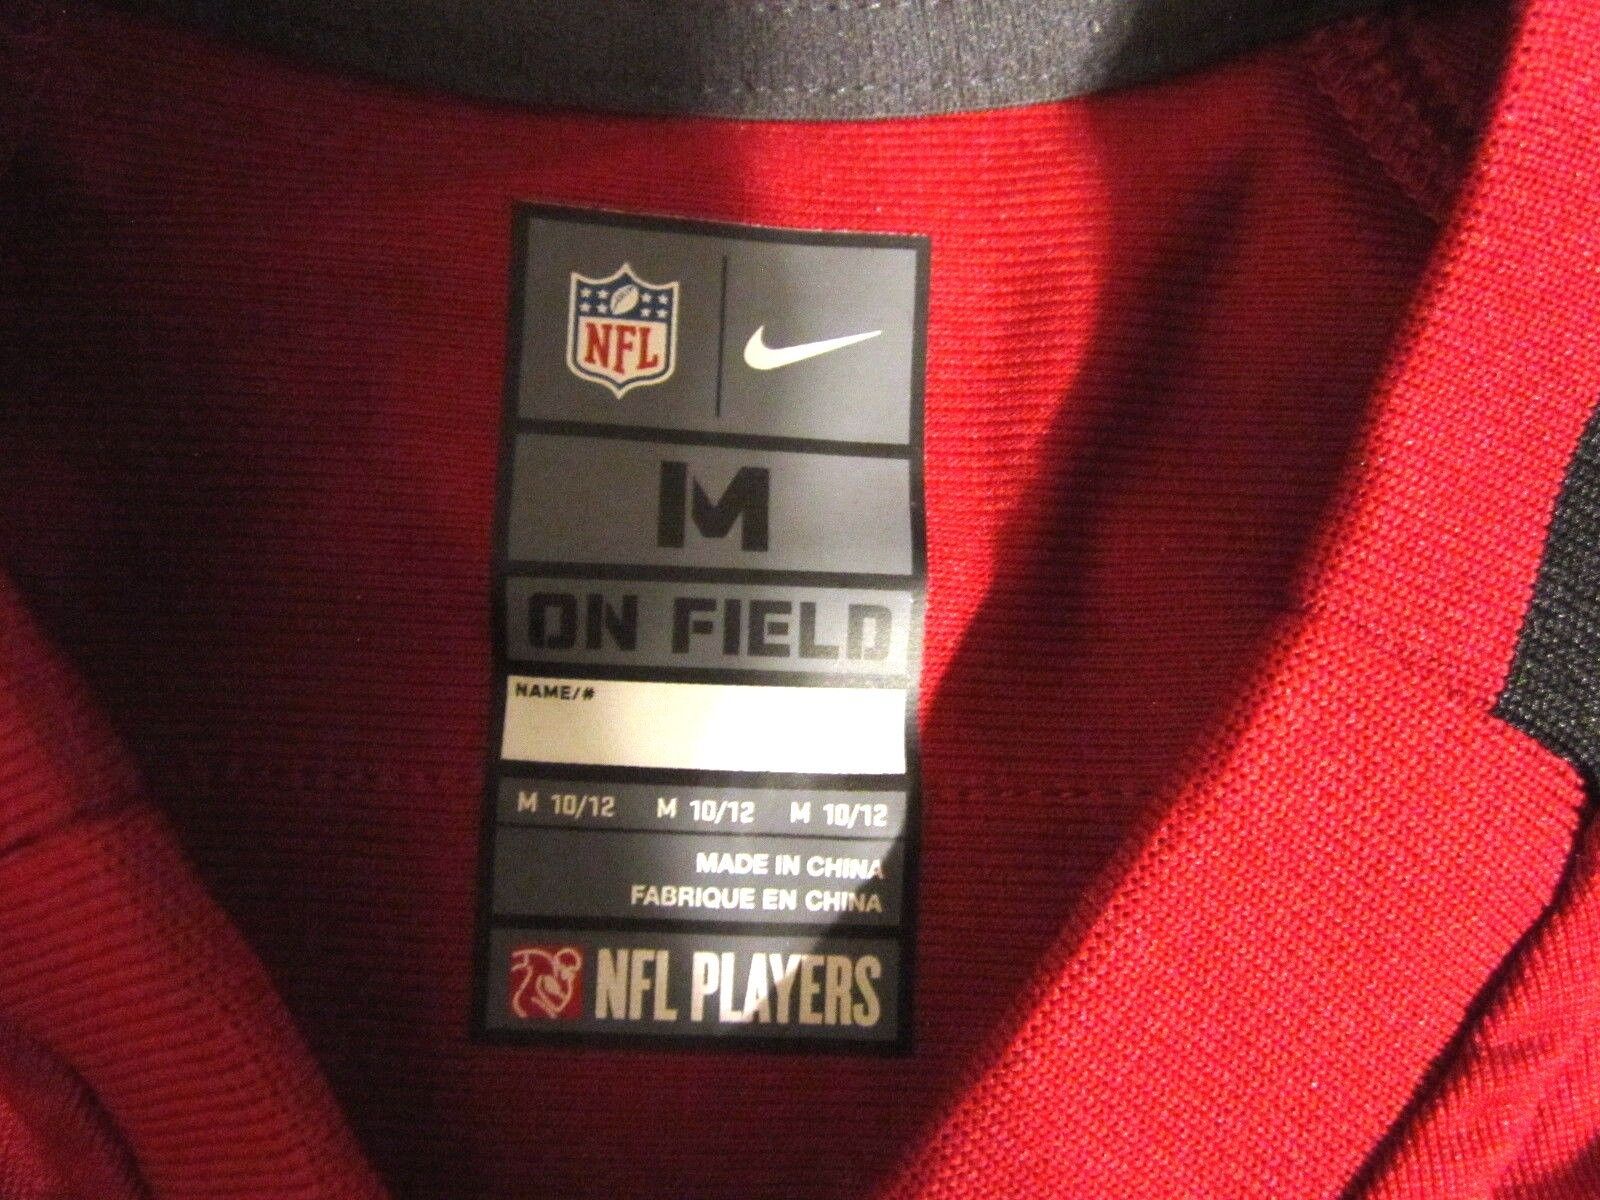 NFL
M
ON FIELD
NAME/#
M 10/12 M 10/12 M 10/12
MADE IN CHINA
FABRIQUE EN CHINA
NFL PLAYERS